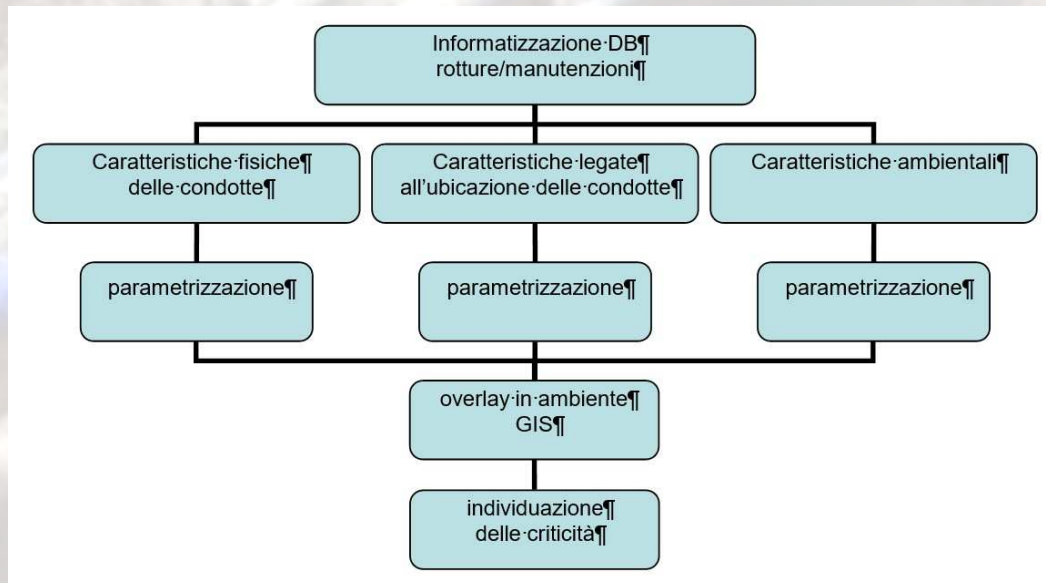 Informatizzazione·DB¶
rotture/manutenzioni¶
Caratteristiche·fisiche¶
delle·condotte¶
Caratteristiche·legate¶
all'ubicazione·delle·condotte¶
Caratteristiche·ambientali¶
parametrizzazione¶
parametrizzazione¶
parametrizzazione¶
overlay·in·ambiente¶
GIS¶
individuazione¶
delle·criticità¶